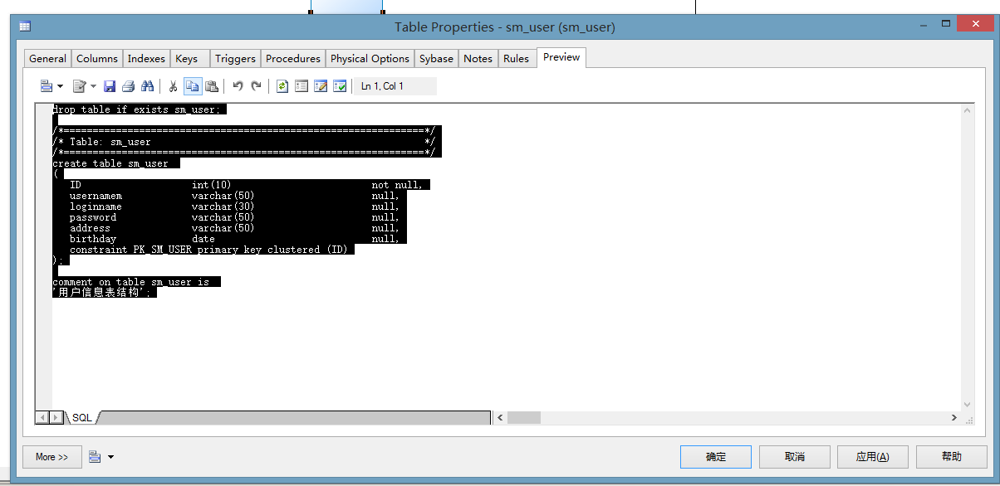 Table Properties - sm_user (sm_user)
General Columns Indexes Keys Triggers Procedures Physical Options Sybase Notes Rules Preview
Ln 1, Col 1
drop table if exists sm_user;
/*==============================================================*/
/* Table: sm_user                                               */
/*==============================================================*/
create table sm_user
(
ID int(10) not null,
usernamem varchar(50) null,
loginname varchar(30) null,
password varchar(50) null,
address varchar(50) null,
birthday date null,
constraint PK_SM_USER primary key clustered (ID)
);
comment on table sm_user is
'用户信息表结构';
SQL
More >> 确定 取消 应用(A) 帮助